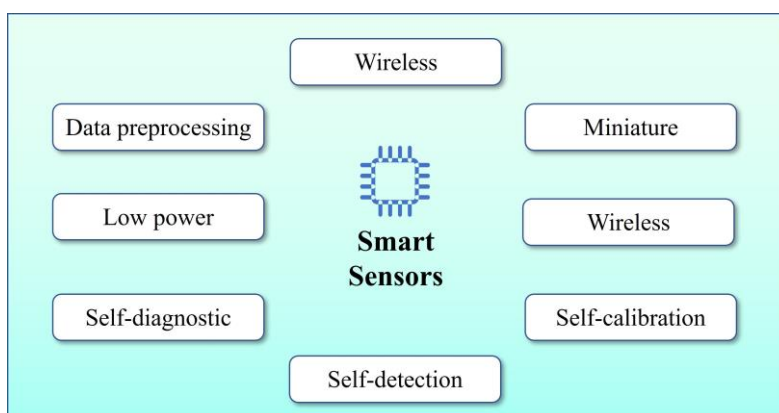 Wireless
Data preprocessing
Miniature
Low power
Wireless
Smart
Sensors
Self-diagnostic
Self-calibration
Self-detection